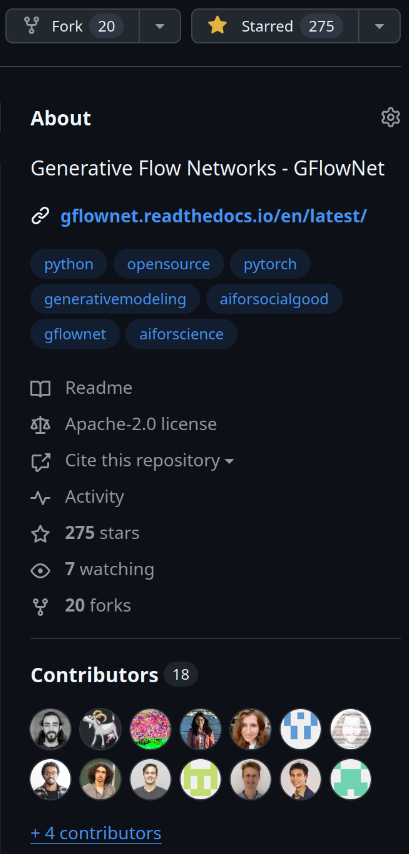 Fork 20 Starred 275
About
Generative Flow Networks - GFlowNet
gflownet.readthedocs.io/en/latest/
python opensource pytorch
generativemodeling aiforsocialgood
gflownet aiforscience
Readme
Apache-2.0 license
Cite this repository
Activity
275 stars
7 watching
20 forks
Contributors 18
+ 4 contributors